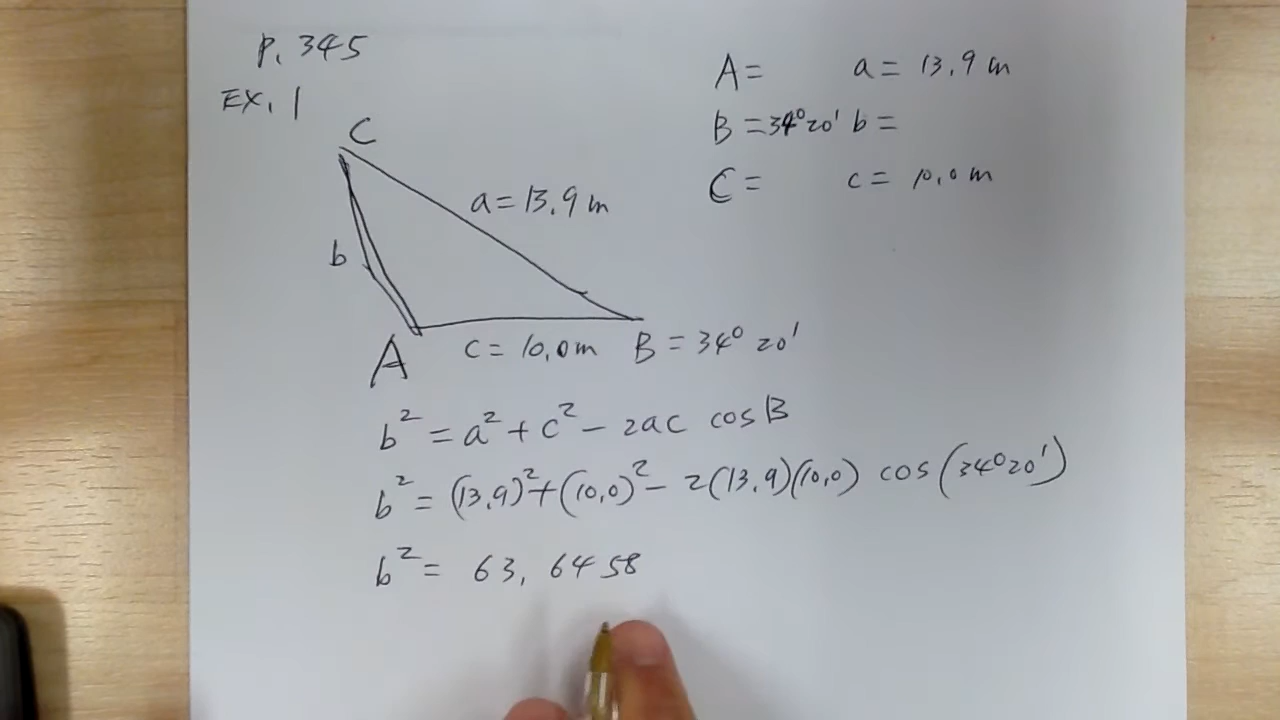 P. 345
EX. 1
A =    a = 13.9 m
B = 34° 20'    b =
C =    c = 10.0 m
C
a = 13.9 m
b
A    c = 10.0 m    B = 34° 20'
b² = a² + c² - 2ac cos B
b² = (13.9)² + (10.0)² - 2(13.9)(10.0) cos (34° 20')
b² = 63.6458